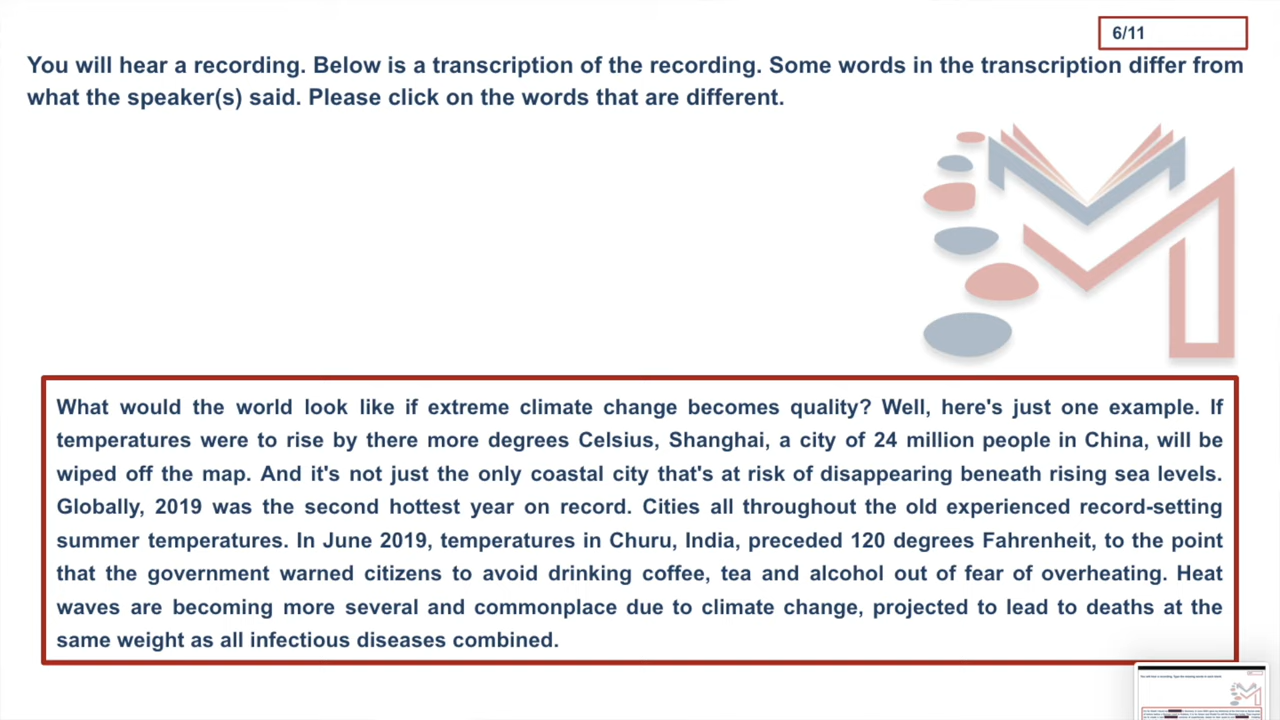 6/11
You will hear a recording. Below is a transcription of the recording. Some words in the transcription differ from
what the speaker(s) said. Please click on the words that are different.
What would the world look like if extreme climate change becomes quality? Well, here's just one example. If
temperatures were to rise by there more degrees Celsius, Shanghai, a city of 24 million people in China, will be
wiped off the map. And it's not just the only coastal city that's at risk of disappearing beneath rising sea levels.
Globally, 2019 was the second hottest year on record. Cities all throughout the old experienced record-setting
summer temperatures. In June 2019, temperatures in Churu, India, preceded 120 degrees Fahrenheit, to the point
that the government warned citizens to avoid drinking coffee, tea and alcohol out of fear of overheating. Heat
waves are becoming more several and commonplace due to climate change, projected to lead to deaths at the
same weight as all infectious diseases combined.